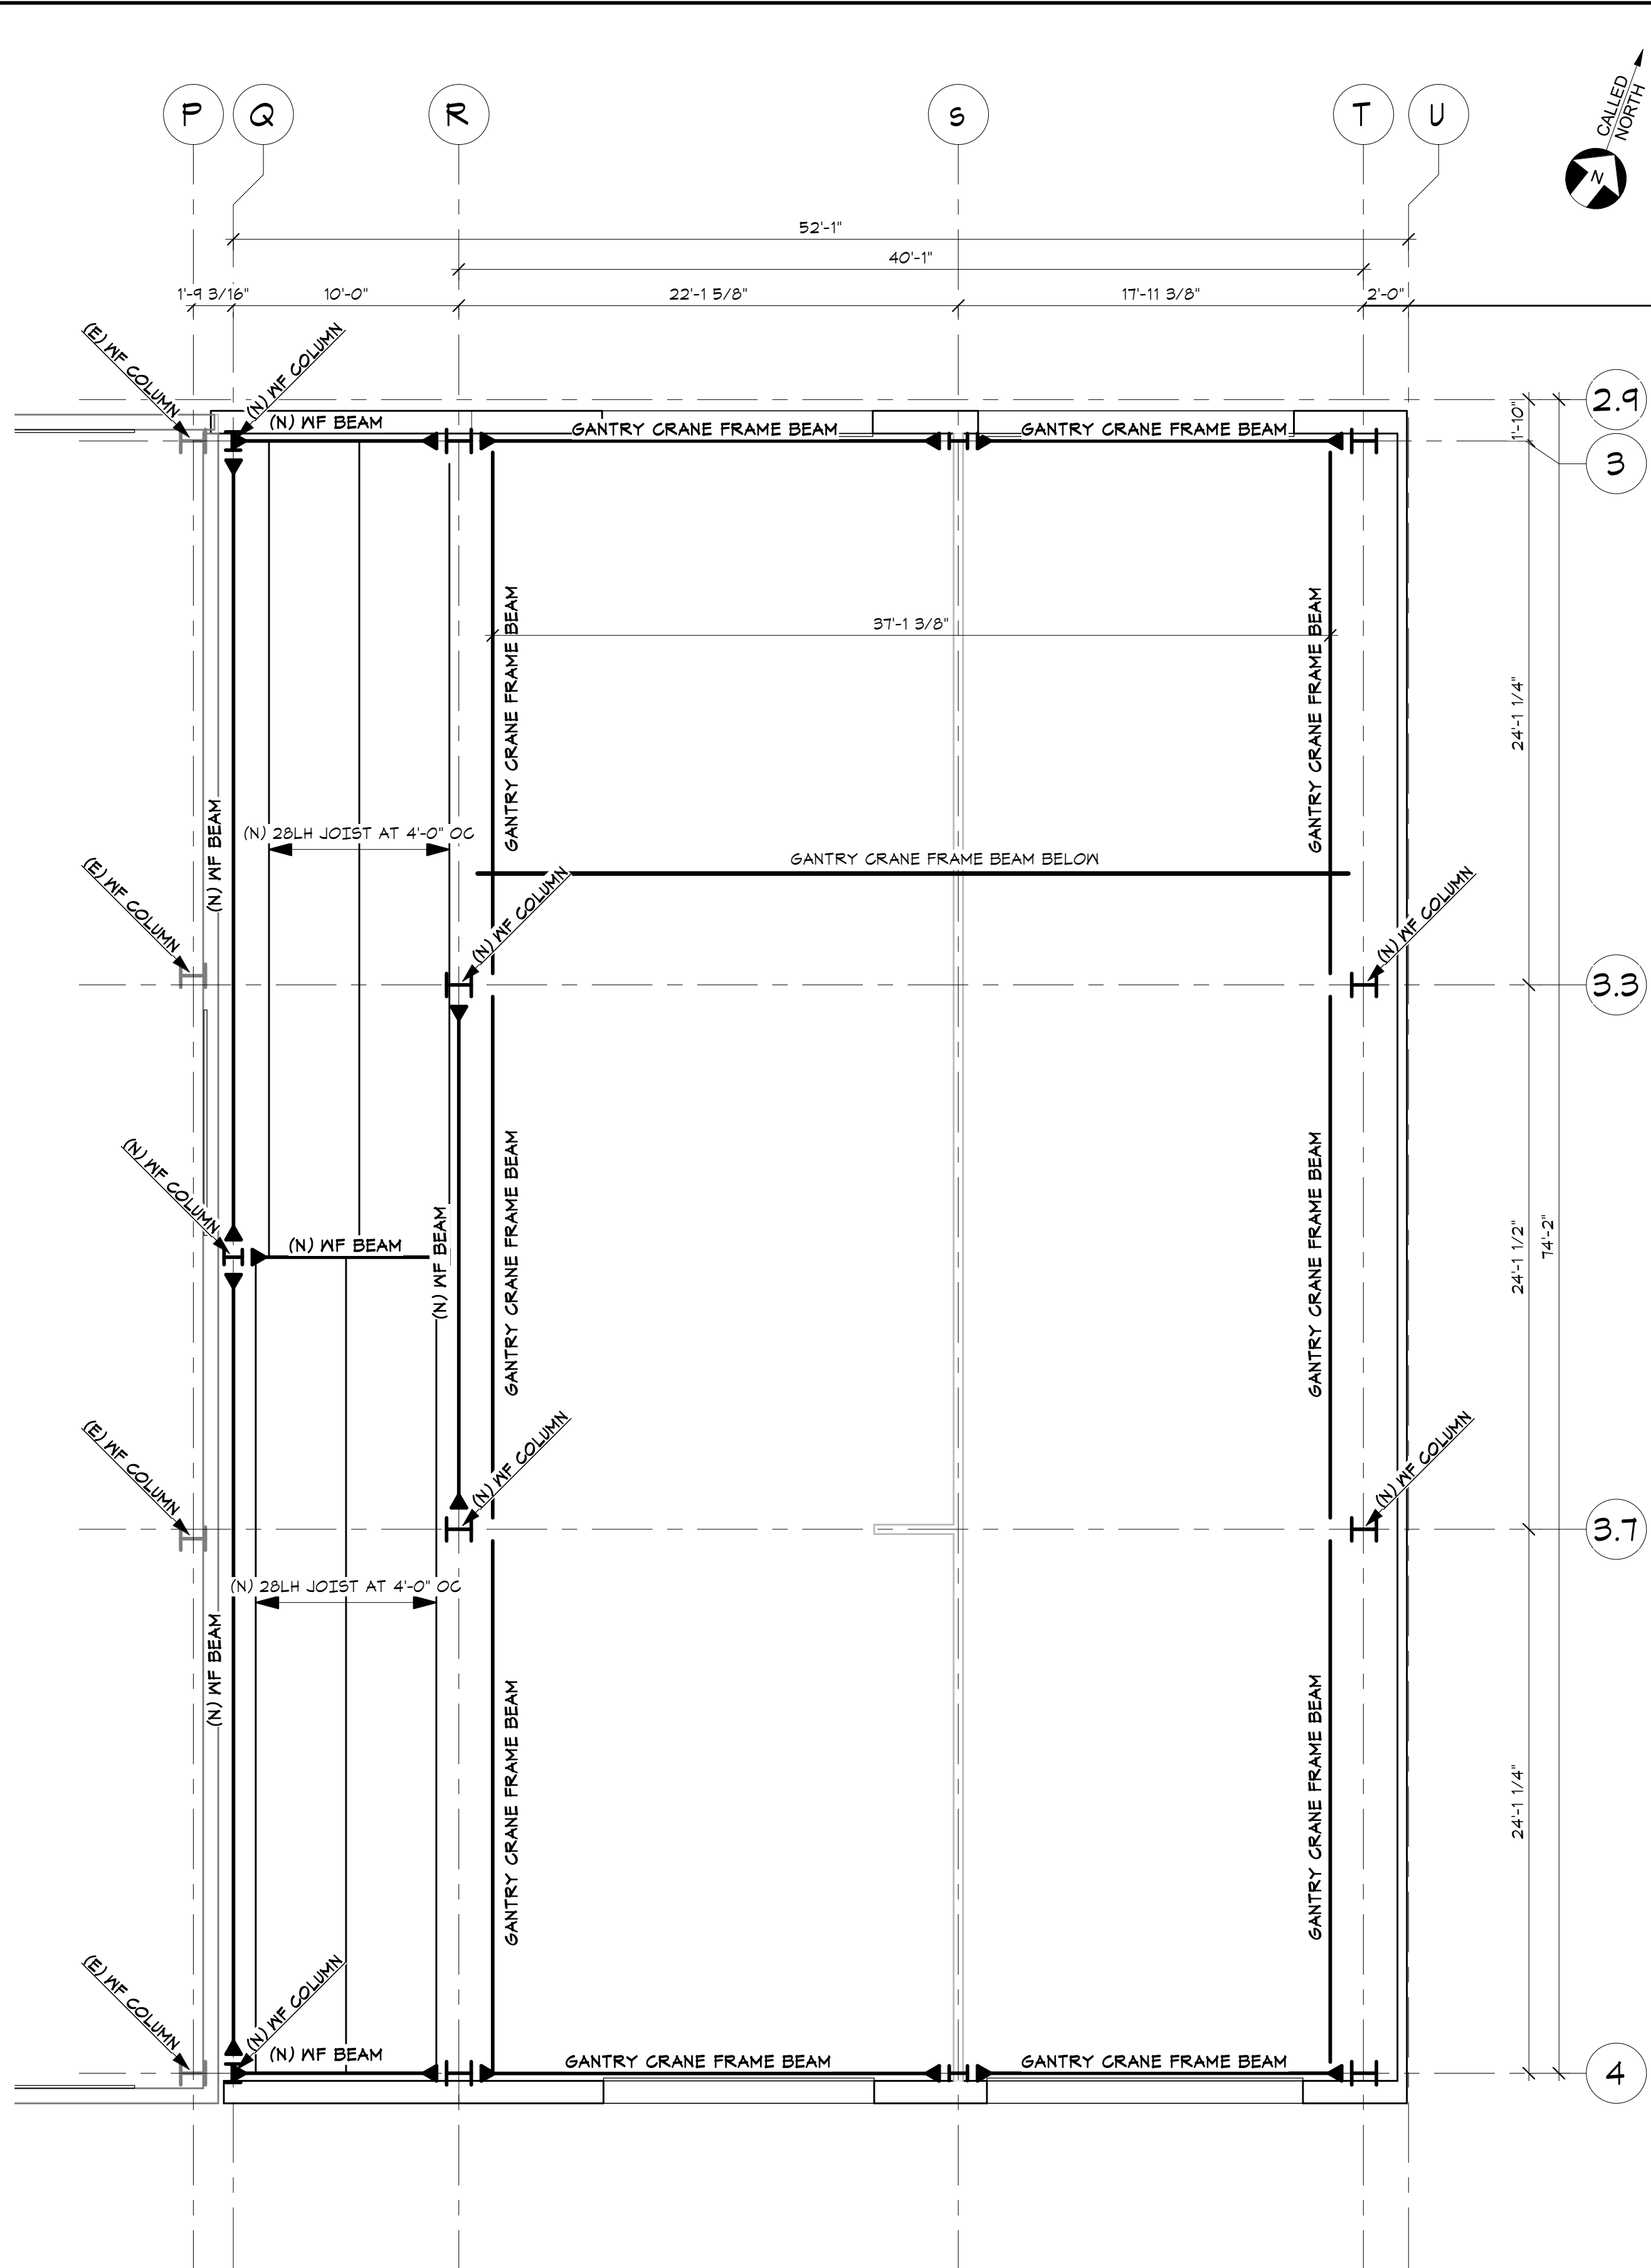 CALLED
NORTH
N
P
Q
R
S
T
U
52'-1"
40'-1"
1'-9 3/16"
10'-0"
22'-1 5/8"
17'-11 3/8"
2'-0"
(E) WF COLUMN
(N) WF COLUMN
(N) WF BEAM
GANTRY CRANE FRAME BEAM
GANTRY CRANE FRAME BEAM
2.9
1'-10"
3
GANTRY CRANE FRAME BEAM
GANTRY CRANE FRAME BEAM
37'-1 3/8"
24'-1 1/4"
(N) WF BEAM
(N) 28LH JOIST AT 4'-0" OC
GANTRY CRANE FRAME BEAM BELOW
(E) WF COLUMN
(N) WF COLUMN
(N) WF COLUMN
3.3
(N) WF COLUMN
(N) WF BEAM
(N) WF BEAM
GANTRY CRANE FRAME BEAM
GANTRY CRANE FRAME BEAM
24'-1 1/2"
74'-2"
(E) WF COLUMN
(N) WF COLUMN
(N) WF COLUMN
3.7
(N) 28LH JOIST AT 4'-0" OC
(N) WF BEAM
GANTRY CRANE FRAME BEAM
GANTRY CRANE FRAME BEAM
24'-1 1/4"
(E) WF COLUMN
(N) WF COLUMN
(N) WF BEAM
GANTRY CRANE FRAME BEAM
GANTRY CRANE FRAME BEAM
4